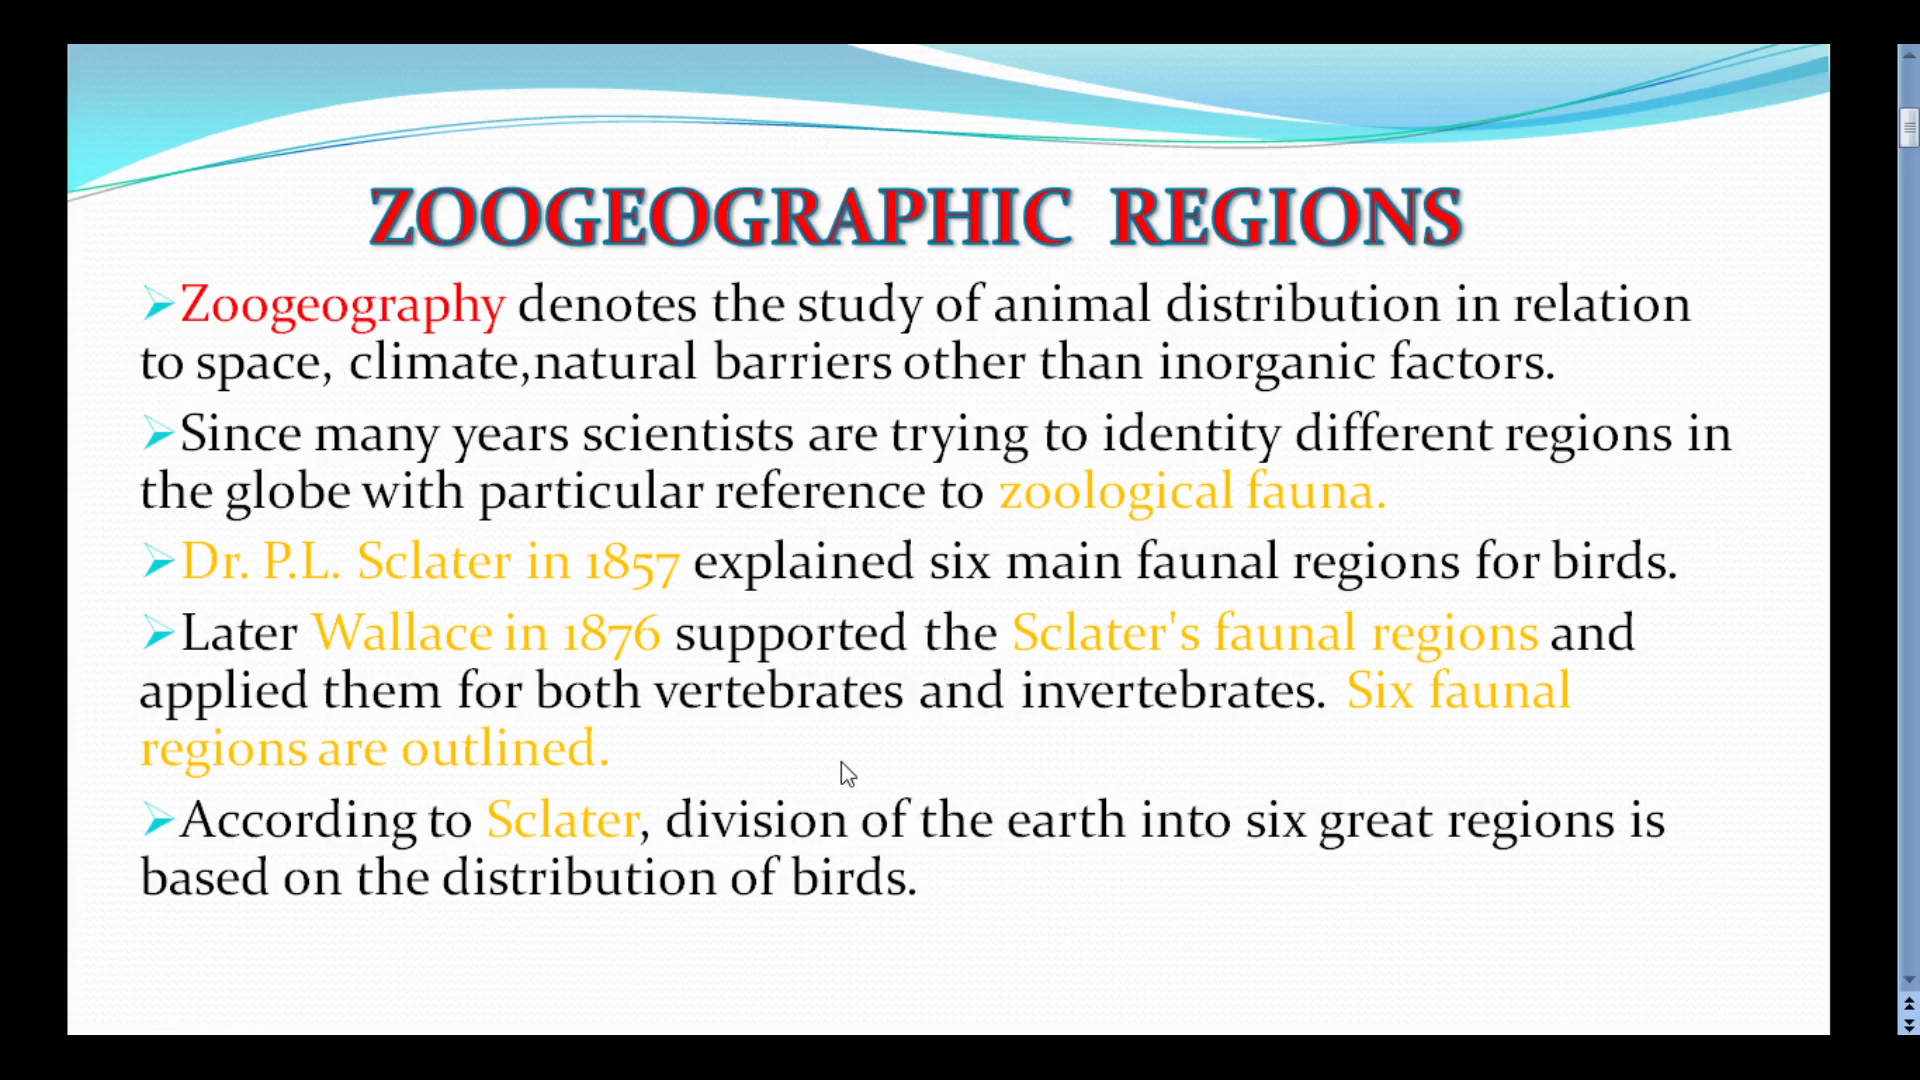 ZOOGEOGRAPHIC REGIONS
➢Zoogeography denotes the study of animal distribution in relation
to space, climate,natural barriers other than inorganic factors.
➢Since many years scientists are trying to identity different regions in
the globe with particular reference to zoological fauna.
➢Dr. P.L. Sclater in 1857 explained six main faunal regions for birds.
➢Later Wallace in 1876 supported the Sclater's faunal regions and
applied them for both vertebrates and invertebrates. Six faunal
regions are outlined.
➢According to Sclater, division of the earth into six great regions is
based on the distribution of birds.